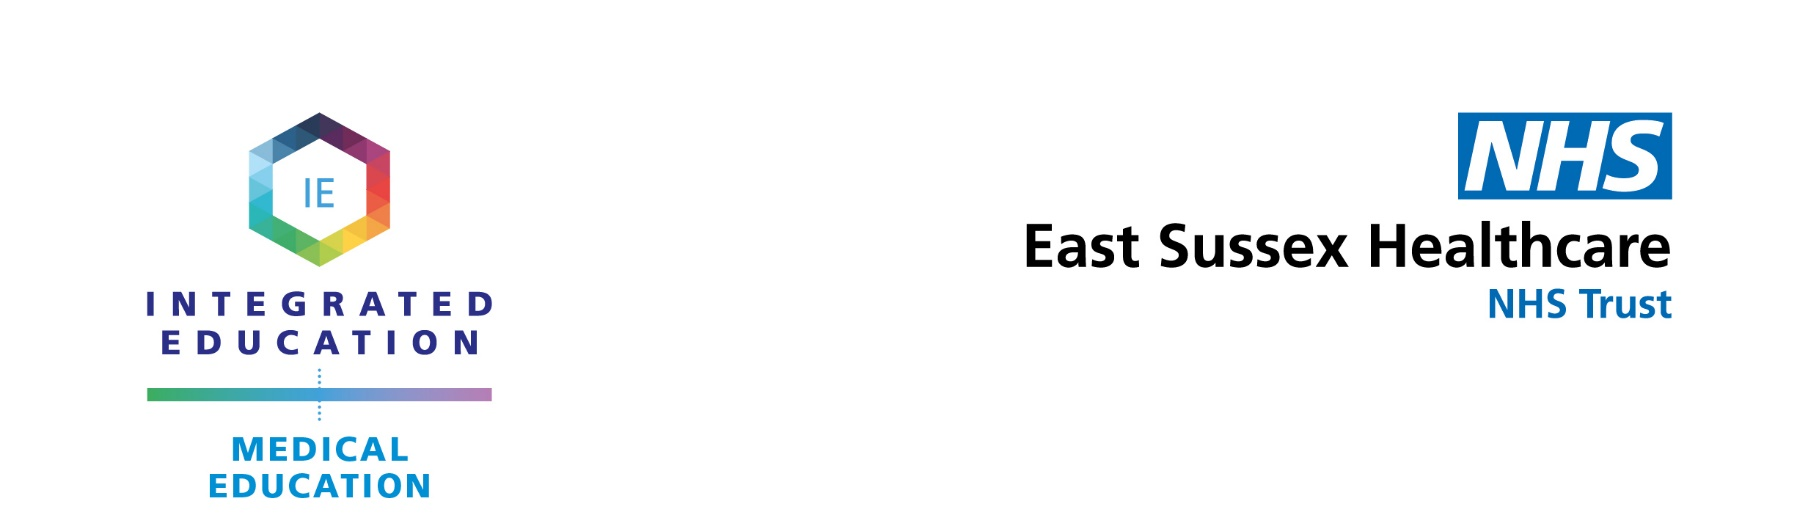 IE
INTEGRATED
EDUCATION
MEDICAL
EDUCATION
NHS
East Sussex Healthcare
NHS Trust